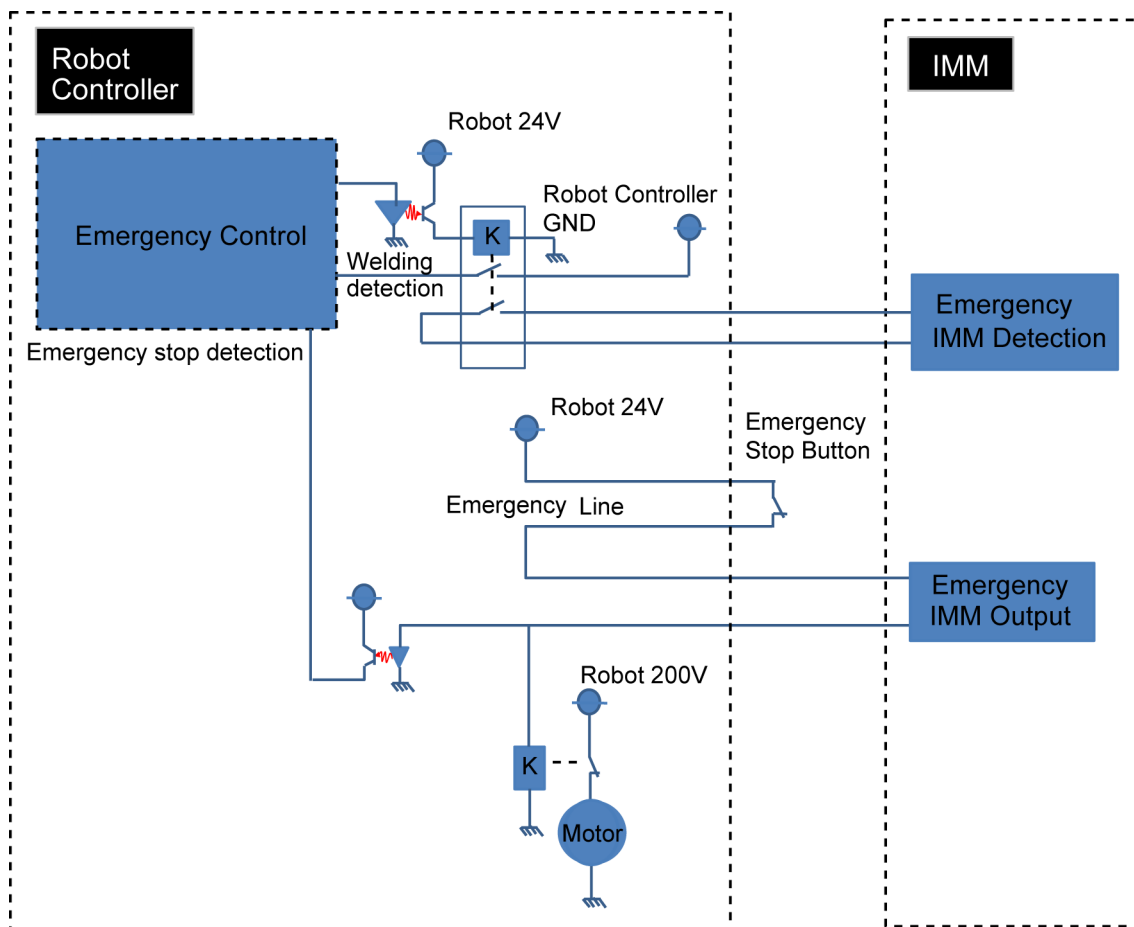 Robot
Controller
IMM
Robot 24V
Emergency Control
Robot Controller
GND
K
Welding
detection
Emergency
IMM Detection
Emergency stop detection
Robot 24V
Emergency
Stop Button
Emergency Line
Emergency
IMM Output
Robot 200V
K
Motor